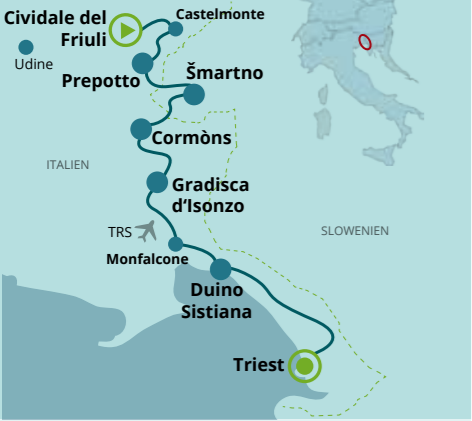 Cividale del
Friuli
Castelmonte
Udine
Prepotto
Šmartno
Cormòns
ITALIEN
Gradisca
d’Isonzo
TRS
SLOWENIEN
Monfalcone
Duino
Sistiana
Triest